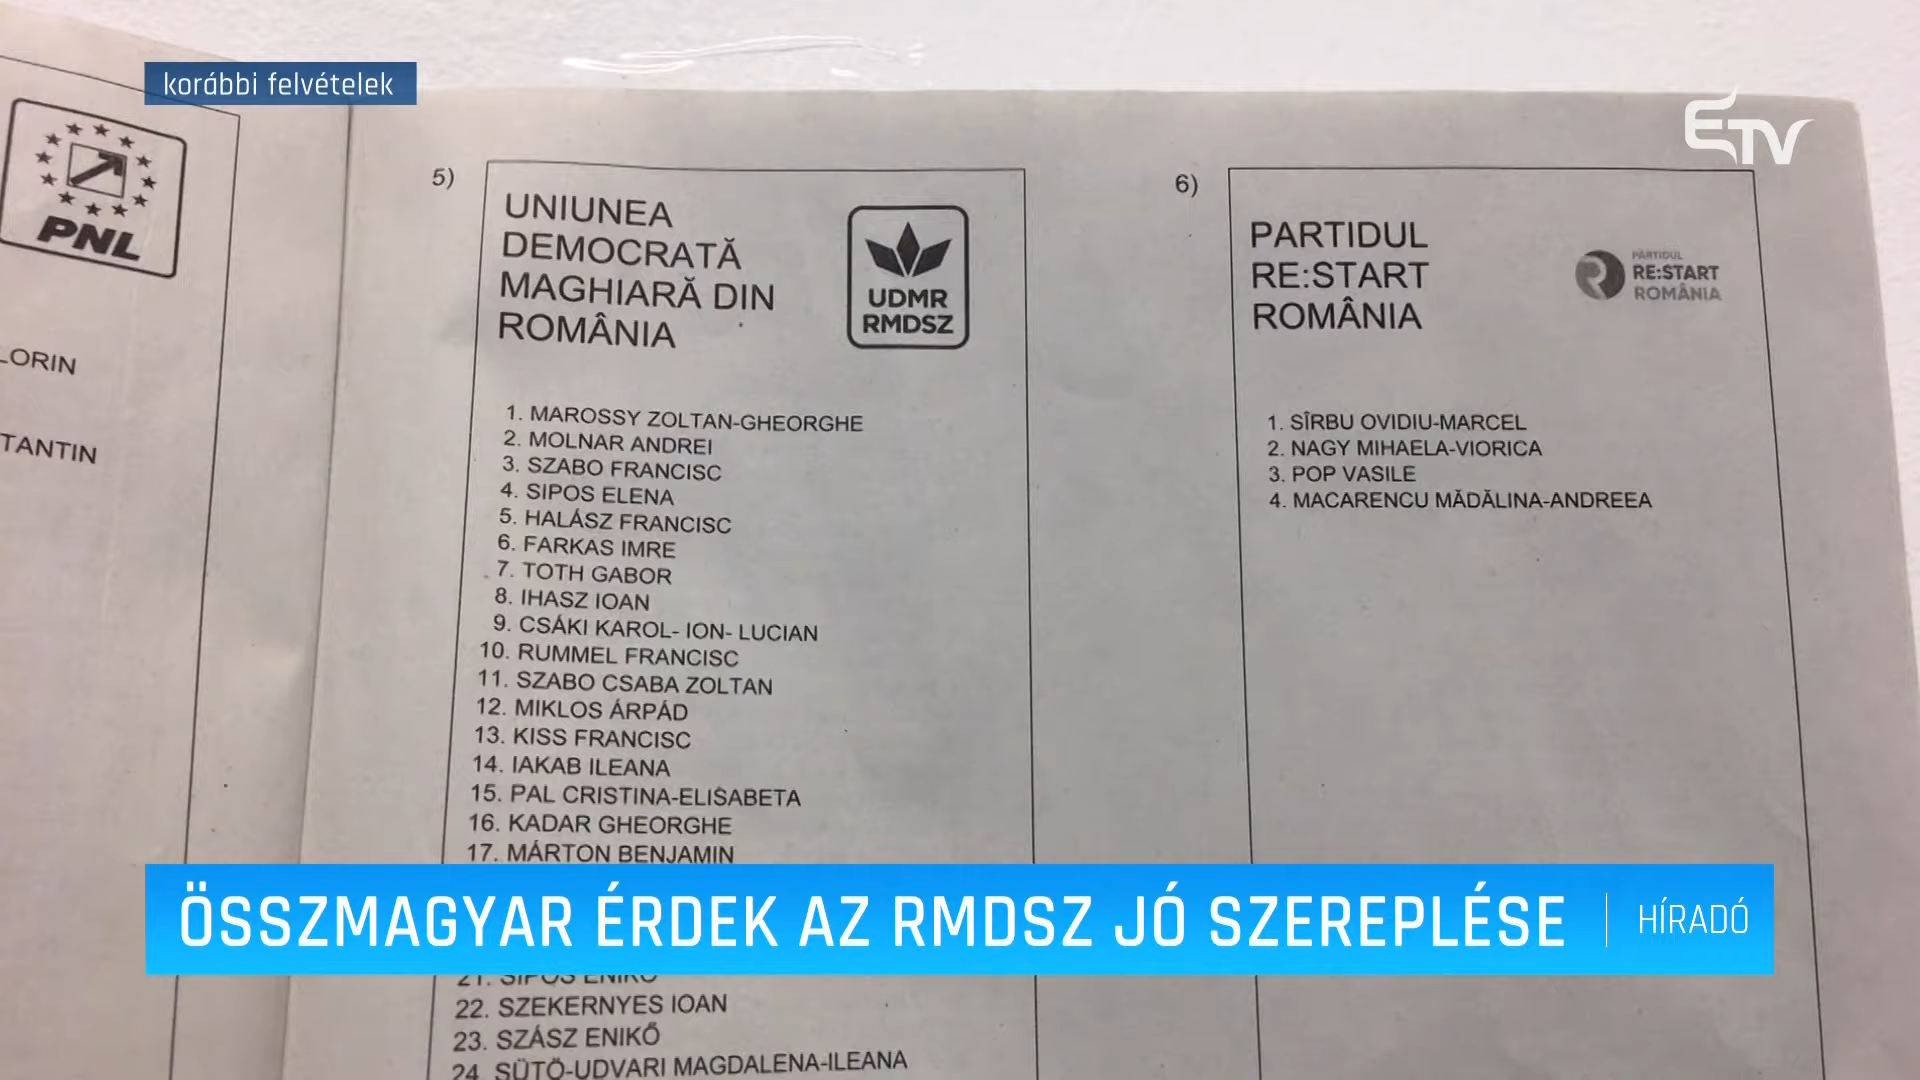 korábbi felvételek
ETV
PNL
LORIN
TANTIN
5)
UNIUNEA
DEMOCRATĂ
MAGHIARĂ DIN
ROMÂNIA
UDMR
RMDSZ
1. MAROSSY ZOLTAN-GHEORGHE
2. MOLNAR ANDREI
3. SZABO FRANCISC
4. SIPOS ELENA
5. HALÁSZ FRANCISC
6. FARKAS IMRE
7. TOTH GABOR
8. IHASZ IOAN
9. CSÁKI KAROL- ION- LUCIAN
10. RUMMEL FRANCISC
11. SZABO CSABA ZOLTAN
12. MIKLOS ÁRPÁD
13. KISS FRANCISC
14. IAKAB ILEANA
15. PAL CRISTINA-ELISABETA
16. KADAR GHEORGHE
17. MÁRTON BENJAMIN
21. SIPOS ENIKO
22. SZEKERNYES IOAN
23. SZÁSZ ENIKŐ
24. SÜTŐ-UDVARI MAGDALENA-ILEANA
6)
PARTIDUL
RE:START
ROMÂNIA
PARTIDUL
RE:START
ROMÂNIA
1. SÎRBU OVIDIU-MARCEL
2. NAGY MIHAELA-VIORICA
3. POP VASILE
4. MACARENCU MĂDĂLINA-ANDREEA
ÖSSZMAGYAR ÉRDEK AZ RMDSZ JÓ SZEREPLÉSE
HÍRADÓ